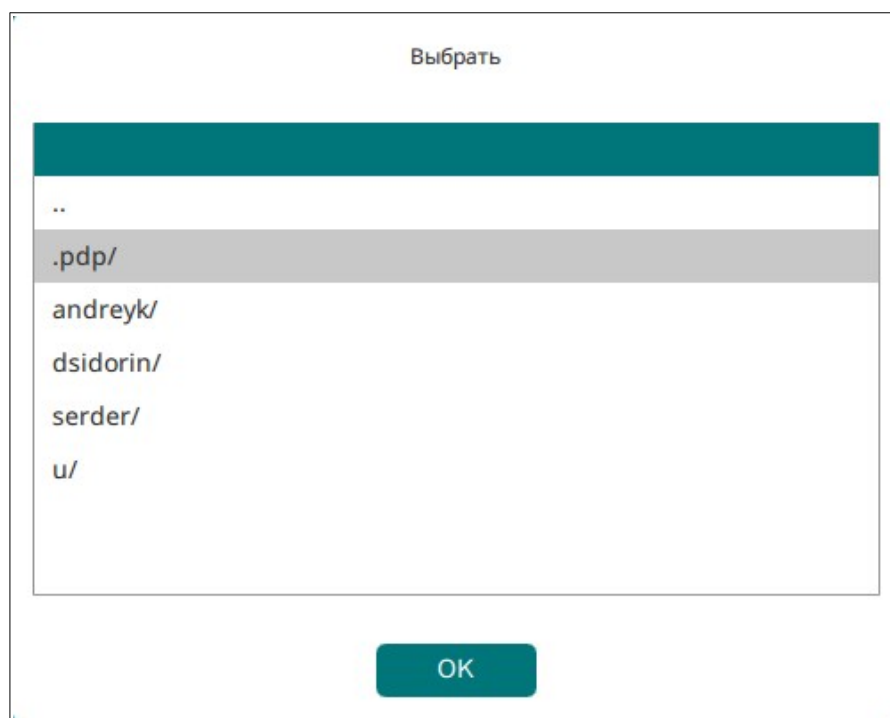 Выбрать
..
.pdp/
andreyk/
dsidorin/
serder/
u/
OK